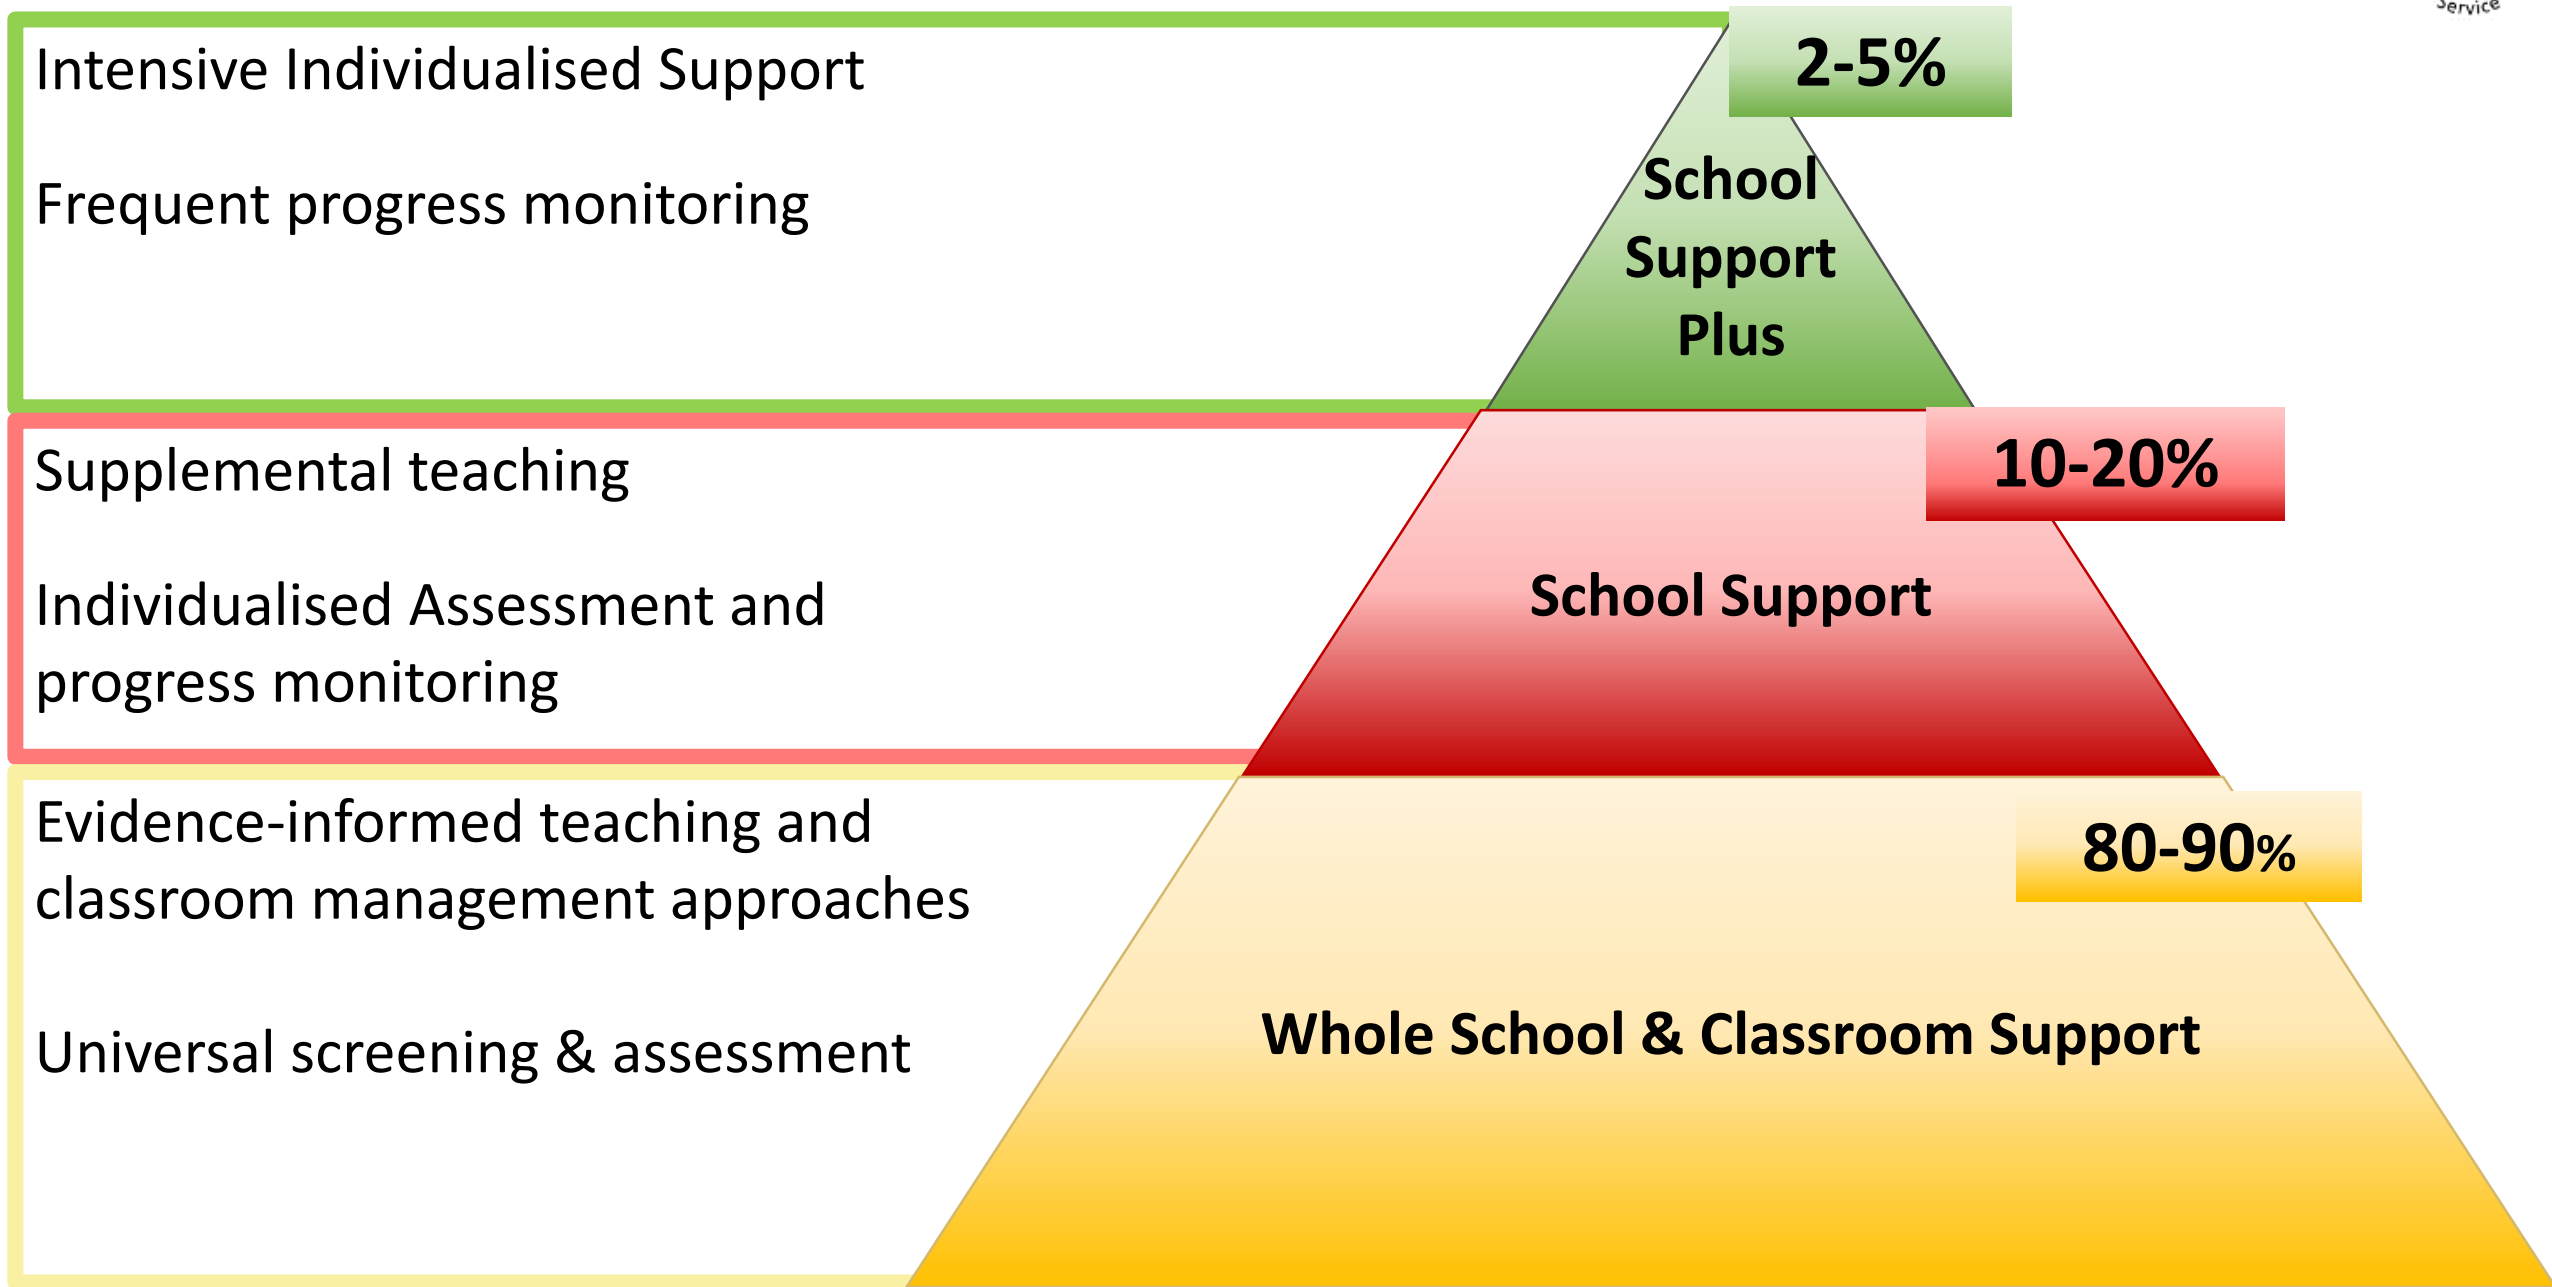 Service
Intensive Individualised Support
Frequent progress monitoring
2-5%
School
Support
Plus
Supplemental teaching
Individualised Assessment and
progress monitoring
10-20%
School Support
Evidence-informed teaching and
classroom management approaches
Universal screening & assessment
80-90%
Whole School & Classroom Support